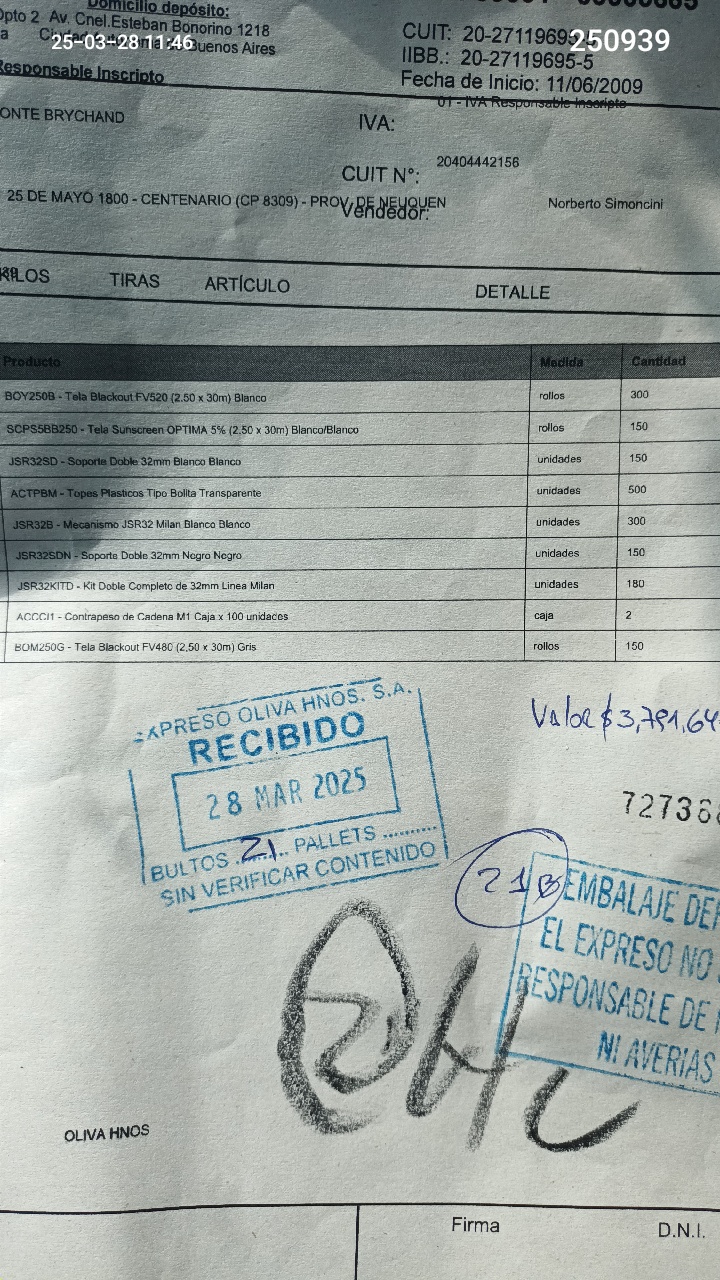 Domicilio depósito:
Dpto 2 Av. Cnel.Esteban Bonorino 1218
Buenos Aires
25-03-28 11:46
Responsable Inscripto
CUIT: 20-27119695-5
250939
IIBB.: 20-27119695-5
Fecha de Inicio: 11/06/2009
01 - IVA Responsable Inscripto
ONTE BRYCHAND
IVA:
CUIT N°: 20404442156
25 DE MAYO 1800 - CENTENARIO (CP 8309) - PROV. DE NEUQUEN
Vendedor: Norberto Simoncini
TIRAS ARTÍCULO DETALLE
Producto Medida Cantidad
BOY250B - Tela Blackout FV520 (2.50 x 30m) Blanco rollos 300
SCPS5BB250 - Tela Sunscreen OPTIMA 5% (2,50 x 30m) Blanco/Blanco rollos 150
JSR32SD - Soporte Doble 32mm Blanco Blanco unidades 150
ACTPBM - Topes Plasticos Tipo Bolita Transparente unidades 500
JSR32B - Mecanismo JSR32 Milan Blanco Blanco unidades 300
JSR32SDN - Soporte Doble 32mm Negro Negro unidades 150
JSR32KITD - Kit Doble Completo de 32mm Linea Milan unidades 180
ACCCI1 - Contrapeso de Cadena M1 Caja x 100 unidades caja 2
BOM250G - Tela Blackout FV480 (2,50 x 30m) Gris rollos 150
EXPRESO OLIVA HNOS. S.A.
RECIBIDO
28 MAR 2025
BULTOS 21 PALLETS ..........
SIN VERIFICAR CONTENIDO
Valor $3,791,64
72736
21B
EMBALAJE DEF
EL EXPRESO NO
RESPONSABLE DE
NI AVERIAS
OLIVA HNOS
Firma D.N.I.